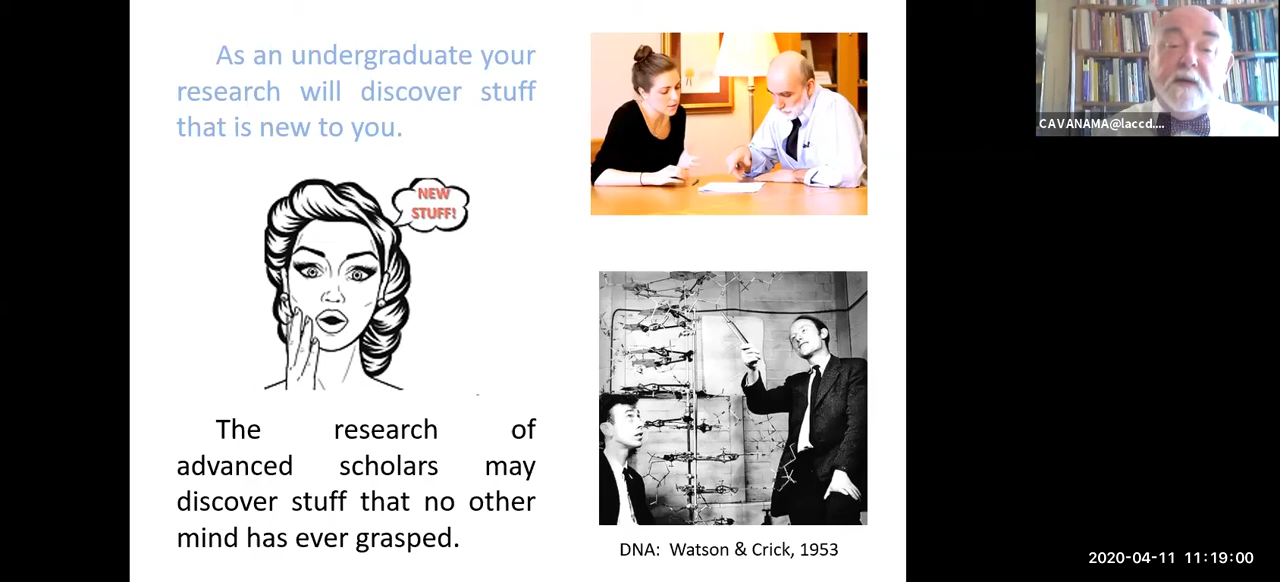 As an undergraduate your
research will discover stuff
that is new to you.
NEW
STUFF!
The research of
advanced scholars may
discover stuff that no other
mind has ever grasped.
DNA: Watson & Crick, 1953
CAVANAMA@laccd....
2020-04-11 11:19:00